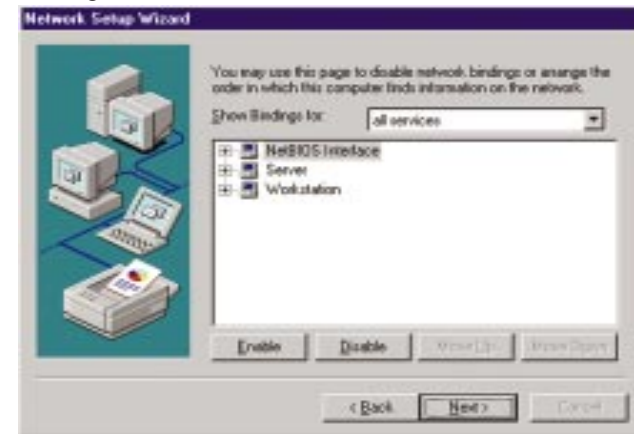 Network Setup Wizard
You may use this page to disable network bindings or arrange the
order in which this computer finds information on the network.
Show Bindings for:
all services
NetBIOS Interface
Server
Workstation
Enable
Disable
Move Up
Move Down
< Back
Next >
Cancel